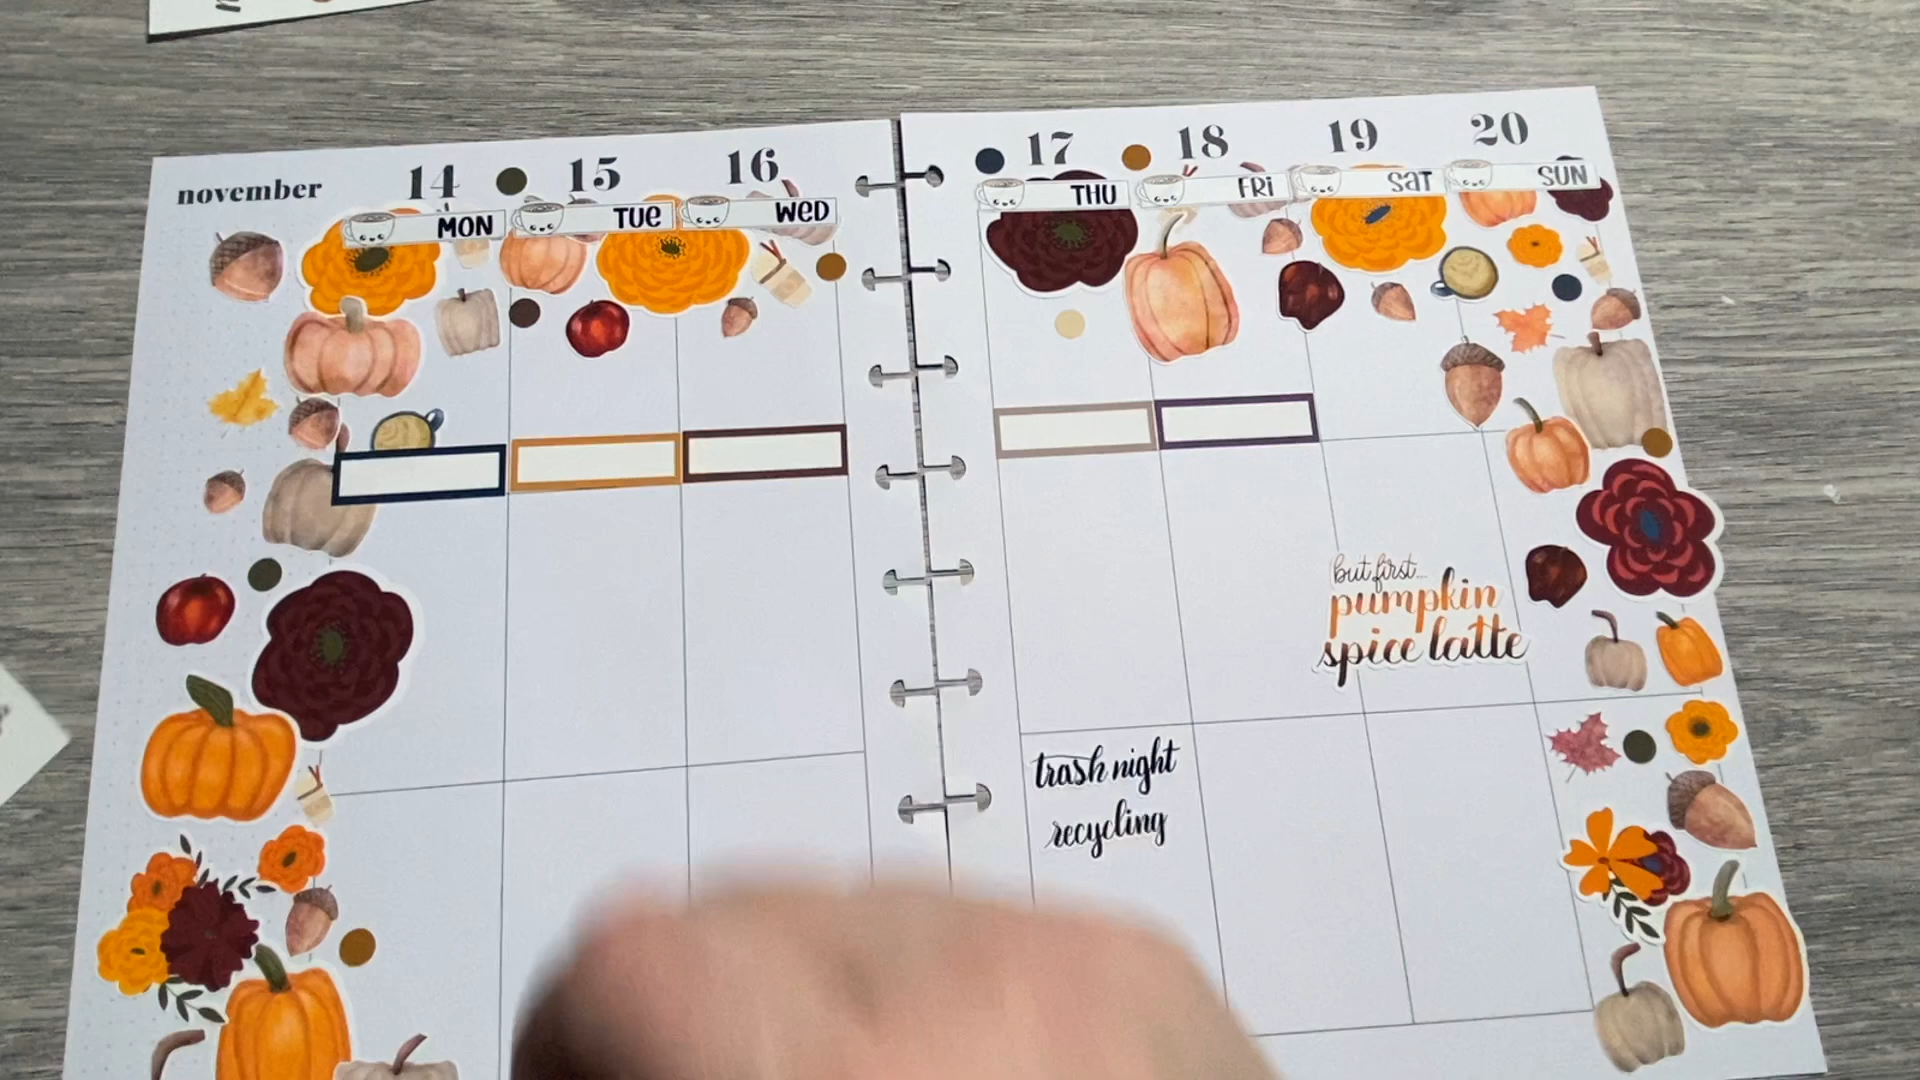 november
14
15
16
17
18
19
20
MON
TUe
WeD
THU
FRi
SaT
SUN
but first...
pumpkin
spice latte
trash night
recycling